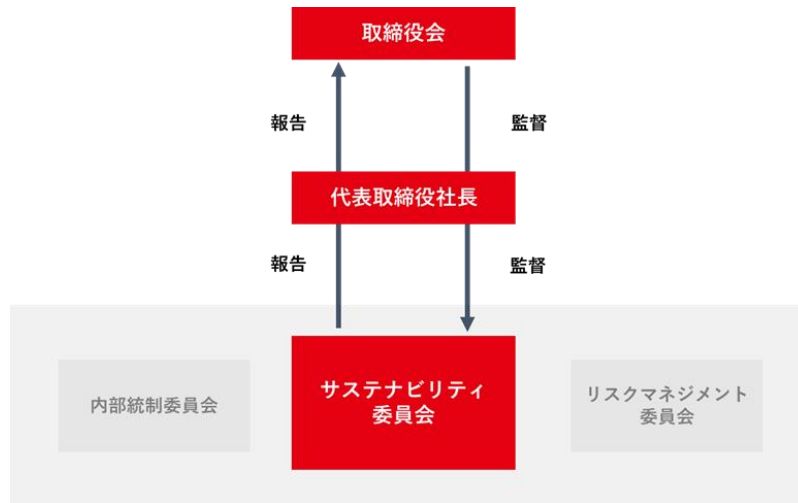 取締役会
報告
監督
代表取締役社長
報告
監督
内部統制委員会
サステナビリティ
委員会
リスクマネジメント
委員会